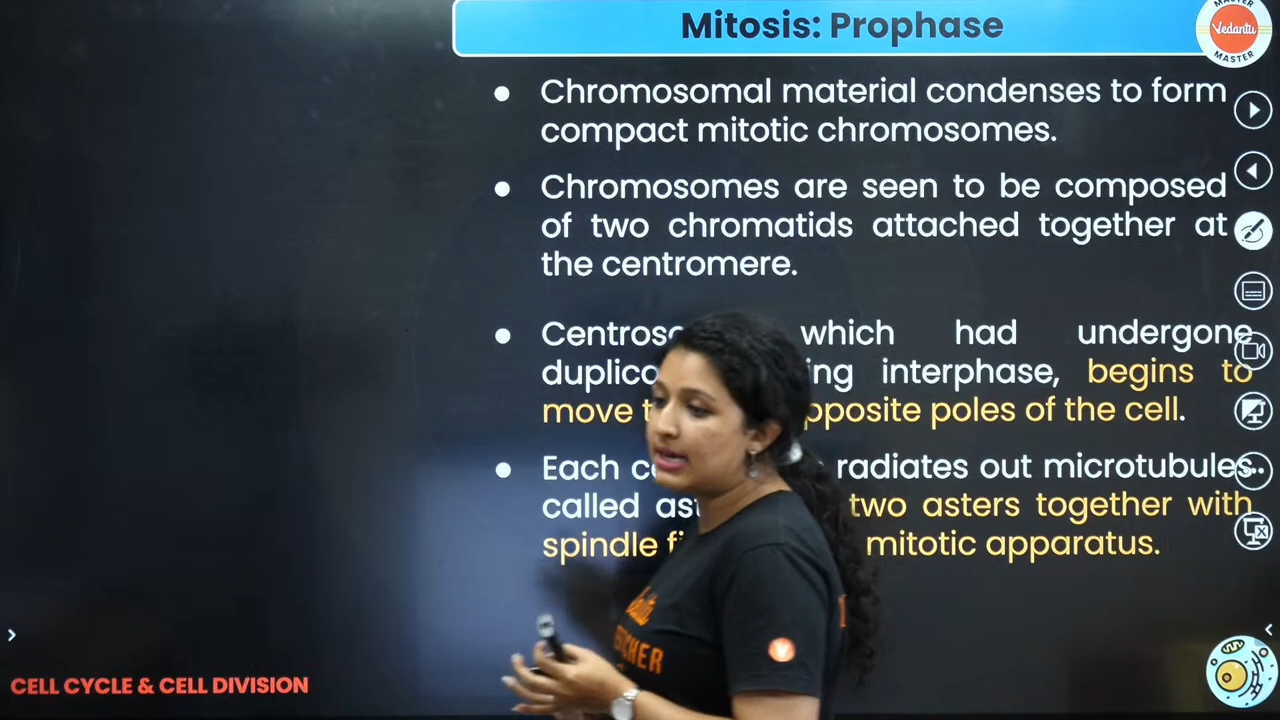 Mitosis: Prophase
MASTER
Vedantu
MASTER
● Chromosomal material condenses to form
compact mitotic chromosomes.
● Chromosomes are seen to be composed
of two chromatids attached together at
the centromere.
● which had undergone
interphase, begins to
move opposite poles of the cell.
● Each radiates out microtubules
called two asters together with
spindle mitotic apparatus.
CELL CYCLE & CELL DIVISION